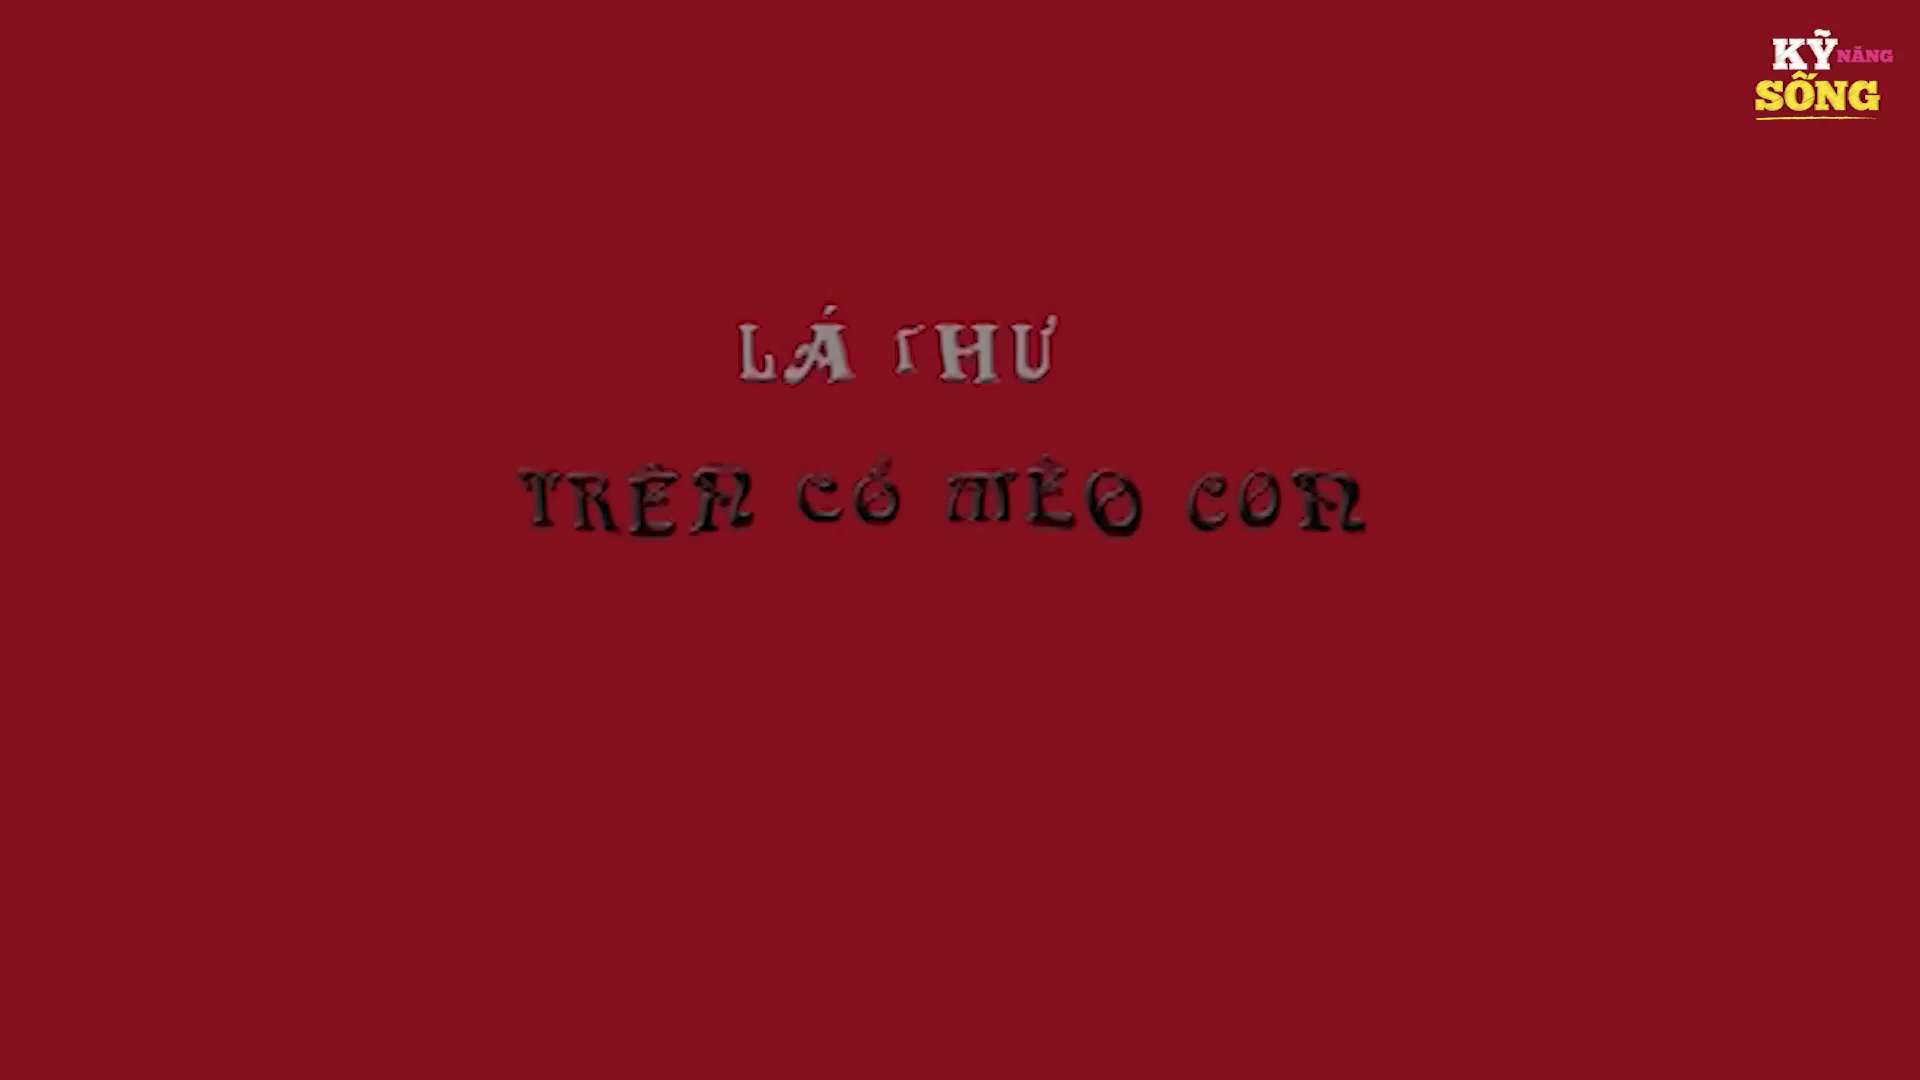 KỸ NĂNG
SỐNG
LÁ THƯ
TRÊN CỔ MÈO CON